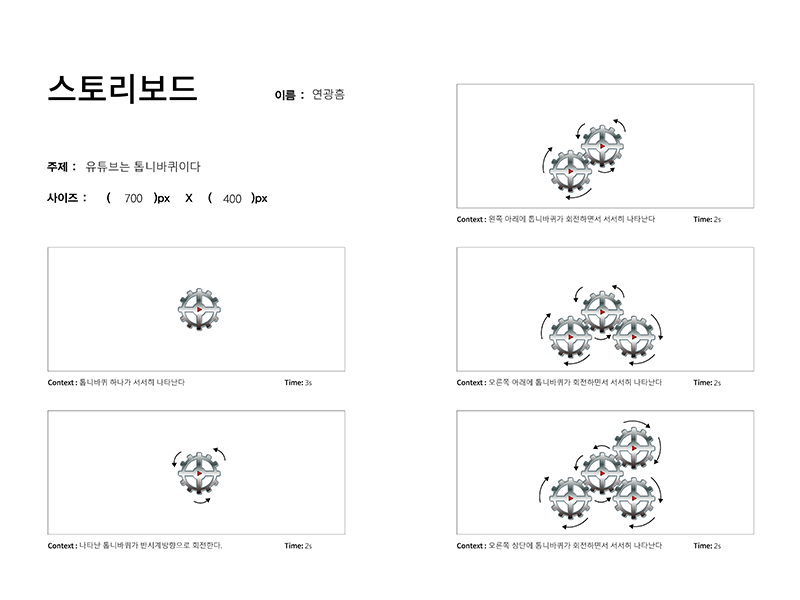 스토리보드
이름 : 연광흠
주제 : 유튜브는 톱니바퀴이다
사이즈 : ( 700 )px X ( 400 )px
Context : 톱니바퀴 하나가 서서히 나타난다 Time: 3s
Context : 나타난 톱니바퀴가 반시계방향으로 회전한다. Time: 2s
Context : 왼쪽 아래에 톱니바퀴가 회전하면서 서서히 나타난다 Time: 2s
Context : 오른쪽 아래에 톱니바퀴가 회전하면서 서서히 나타난다 Time: 2s
Context : 오른쪽 상단에 톱니바퀴가 회전하면서 서서히 나타난다 Time: 2s